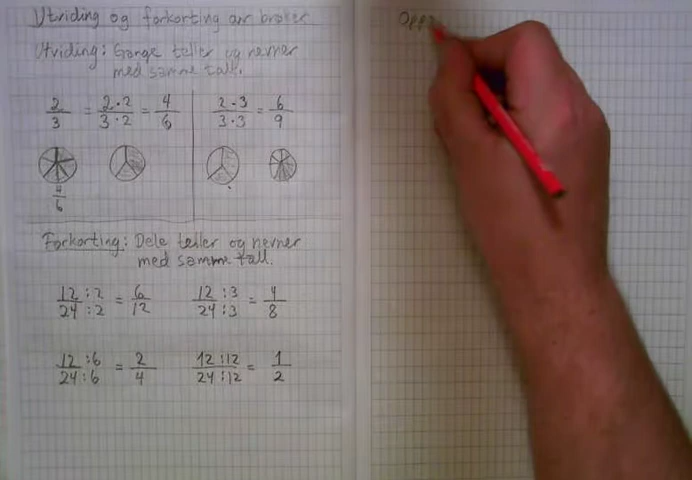 Utviding og forkorting av brøker
Utviding: Gange teller og nevner
med samme tall.
2/3 = 2·2/3·2 = 4/6
2·3/3·3 = 6/9
4/6
Forkorting: Dele teller og nevner
med samme tall.
12:2/24:2 = 6/12
12:3/24:3 = 4/8
12:6/24:6 = 2/4
12:12/24:12 = 1/2